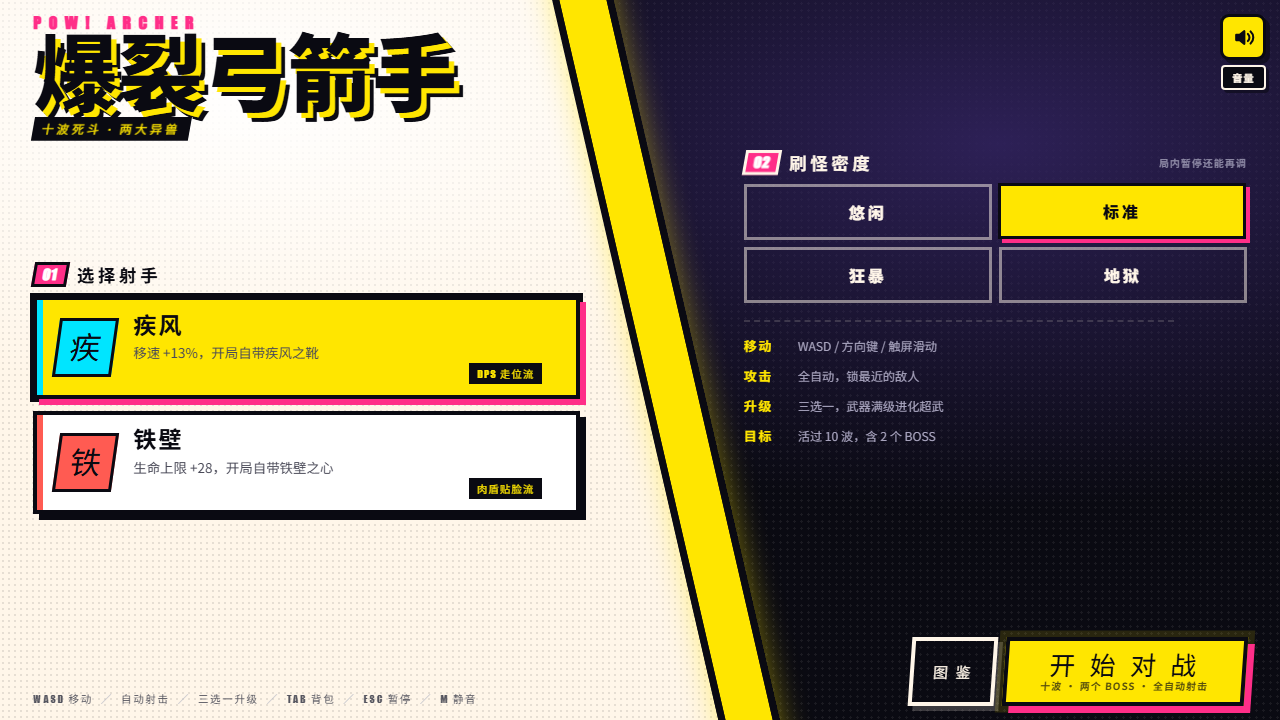 POW! ARCHER
爆裂弓箭手
十波死斗 · 两大异兽
01 选择射手
疾
疾风
移速 +13%，开局自带疾风之靴
DPS 走位流
铁
铁壁
生命上限 +28，开局自带铁壁之心
肉盾贴脸流
WASD 移动 / 自动射击 / 三选一升级 / TAB 背包 / ESC 暂停 / M 静音
音量
02 刷怪密度
局内暂停还能再调
悠闲
标准
狂暴
地狱
移动 WASD / 方向键 / 触屏滑动
攻击 全自动，锁最近的敌人
升级 三选一，武器满级进化超武
目标 活过 10 波，含 2 个 BOSS
图鉴
开始对战
十波 · 两个 BOSS · 全自动射击